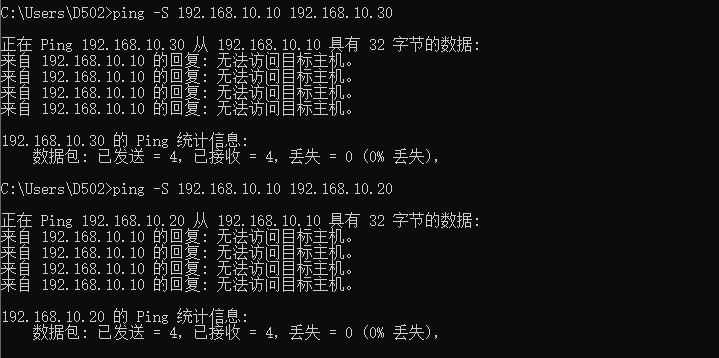 C:\Users\D502>ping -S 192.168.10.10 192.168.10.30
正在 Ping 192.168.10.30 从 192.168.10.10 具有 32 字节的数据:
来自 192.168.10.10 的回复: 无法访问目标主机。
来自 192.168.10.10 的回复: 无法访问目标主机。
来自 192.168.10.10 的回复: 无法访问目标主机。
来自 192.168.10.10 的回复: 无法访问目标主机。
192.168.10.30 的 Ping 统计信息:
数据包: 已发送 = 4, 已接收 = 4, 丢失 = 0 (0% 丢失),
C:\Users\D502>ping -S 192.168.10.10 192.168.10.20
正在 Ping 192.168.10.20 从 192.168.10.10 具有 32 字节的数据:
来自 192.168.10.10 的回复: 无法访问目标主机。
来自 192.168.10.10 的回复: 无法访问目标主机。
来自 192.168.10.10 的回复: 无法访问目标主机。
来自 192.168.10.10 的回复: 无法访问目标主机。
192.168.10.20 的 Ping 统计信息:
数据包: 已发送 = 4, 已接收 = 4, 丢失 = 0 (0% 丢失),